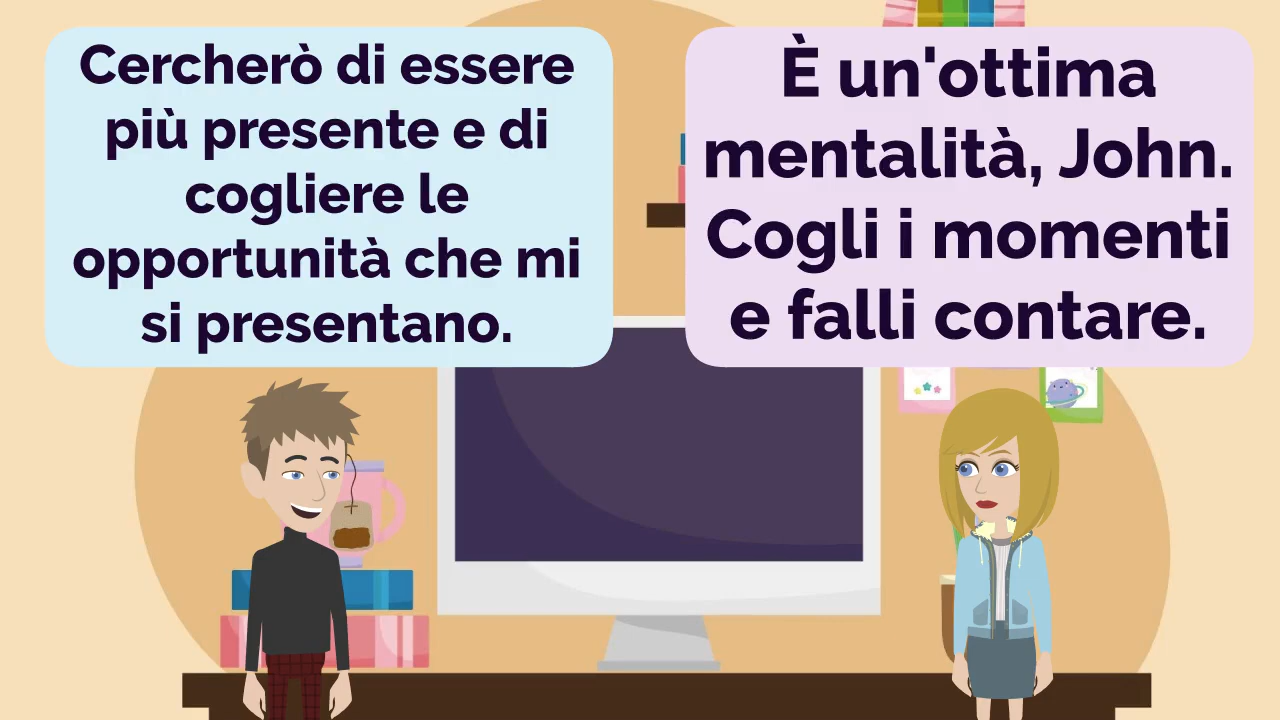 Cercherò di essere
più presente e di
cogliere le
opportunità che mi
si presentano.
È un'ottima
mentalità, John.
Cogli i momenti
e falli contare.